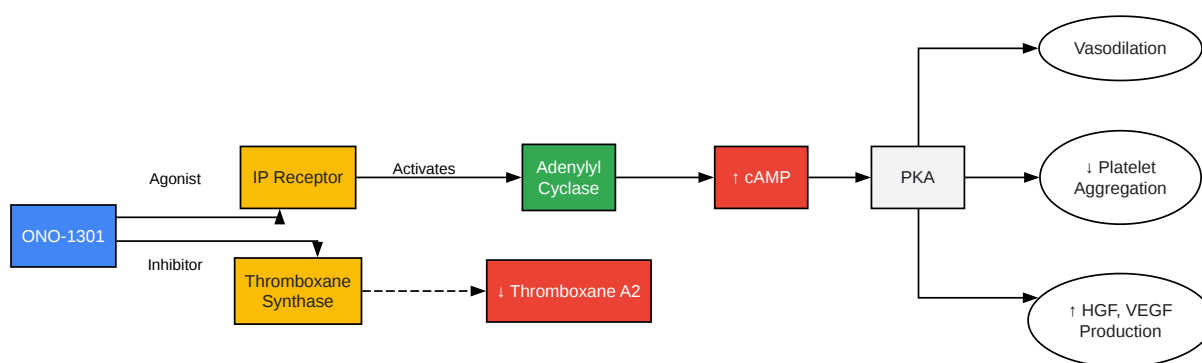 Vasodilation
Agonist
IP Receptor
Activates
Adenylyl
Cyclase
↑ cAMP
PKA
↓ Platelet
Aggregation
ONO-1301
Inhibitor
Thromboxane
Synthase
↓ Thromboxane A2
↑ HGF, VEGF
Production